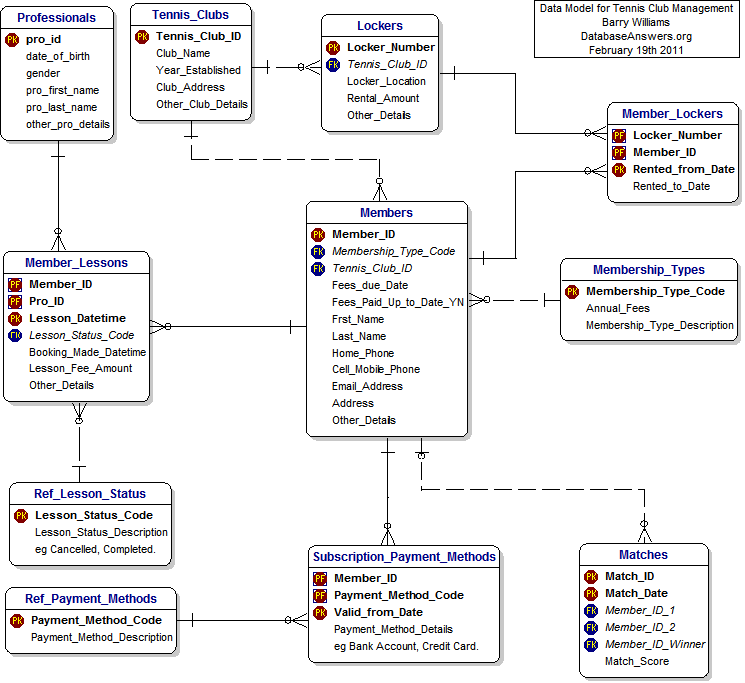 Data Model for Tennis Club Management
Barry Williams
DatabaseAnswers.org
February 19th 2011
Professionals
PK pro_id
date_of_birth
gender
pro_first_name
pro_last_name
other_pro_details
Tennis_Clubs
PK Tennis_Club_ID
Club_Name
Year_Established
Club_Address
Other_Club_Details
Lockers
PK Locker_Number
FK Tennis_Club_ID
Locker_Location
Rental_Amount
Other_Details
Member_Lockers
PF Locker_Number
PF Member_ID
PK Rented_from_Date
Rented_to_Date
Members
PK Member_ID
FK Membership_Type_Code
FK Tennis_Club_ID
Fees_due_Date
Fees_Paid_Up_to_Date_YN
Frst_Name
Last_Name
Home_Phone
Cell_Mobile_Phone
Email_Address
Address
Other_Details
Member_Lessons
PF Member_ID
PF Pro_ID
PK Lesson_Datetime
FK Lesson_Status_Code
Booking_Made_Datetime
Lesson_Fee_Amount
Other_Details
Membership_Types
PK Membership_Type_Code
Annual_Fees
Membership_Type_Description
Ref_Lesson_Status
PK Lesson_Status_Code
Lesson_Status_Description
eg Cancelled, Completed.
Ref_Payment_Methods
PK Payment_Method_Code
Payment_Method_Description
Subscription_Payment_Methods
PF Member_ID
PF Payment_Method_Code
PK Valid_from_Date
Payment_Method_Details
eg Bank Account, Credit Card.
Matches
PK Match_ID
PK Match_Date
FK Member_ID_1
FK Member_ID_2
FK Member_ID_Winner
Match_Score